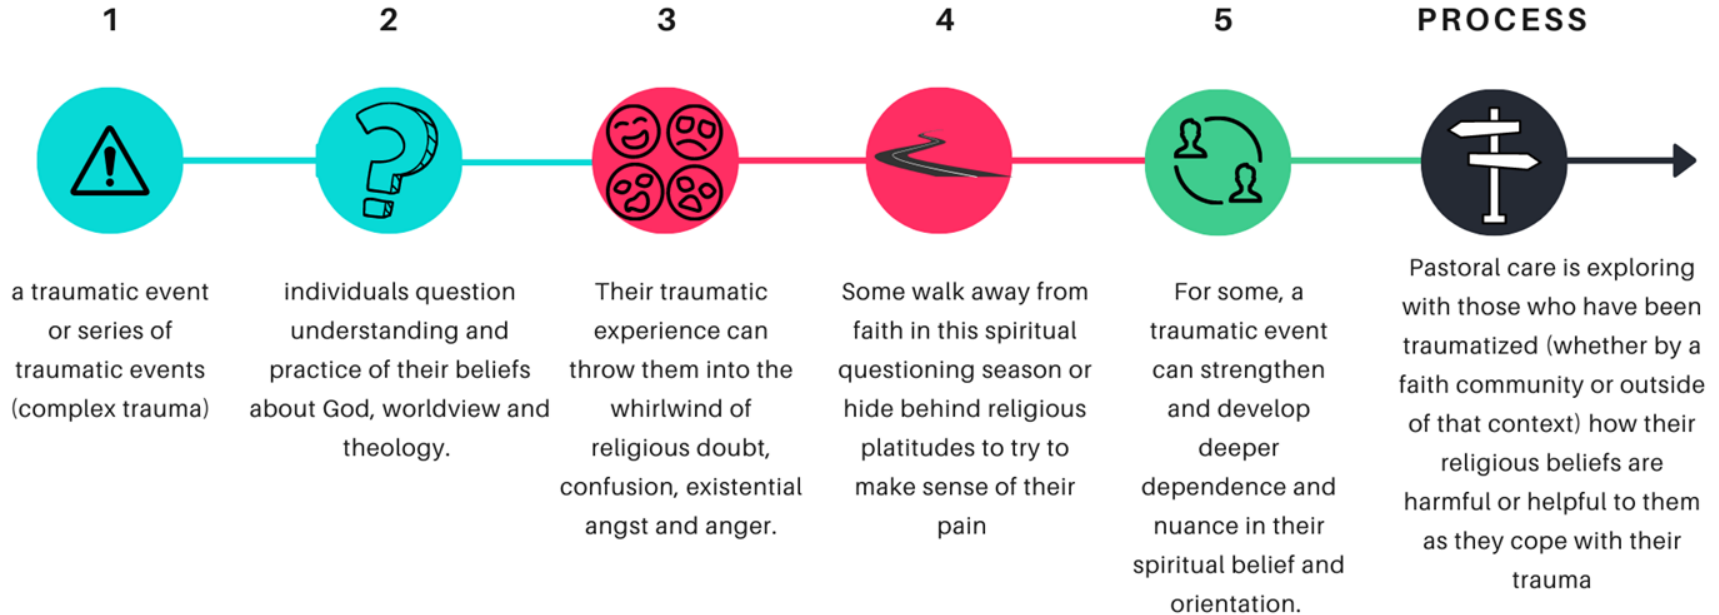 1
a traumatic event
or series of
traumatic events
(complex trauma)
2
individuals question
understanding and
practice of their beliefs
about God, worldview and
theology.
3
Their traumatic
experience can
throw them into the
whirlwind of
religious doubt,
confusion, existential
angst and anger.
4
Some walk away from
faith in this spiritual
questioning season or
hide behind religious
platitudes to try to
make sense of their
pain
5
For some, a
traumatic event
can strengthen
and develop
deeper
dependence and
nuance in their
spiritual belief and
orientation.
PROCESS
Pastoral care is exploring
with those who have been
traumatized (whether by a
faith community or outside
of that context) how their
religious beliefs are
harmful or helpful to them
as they cope with their
trauma